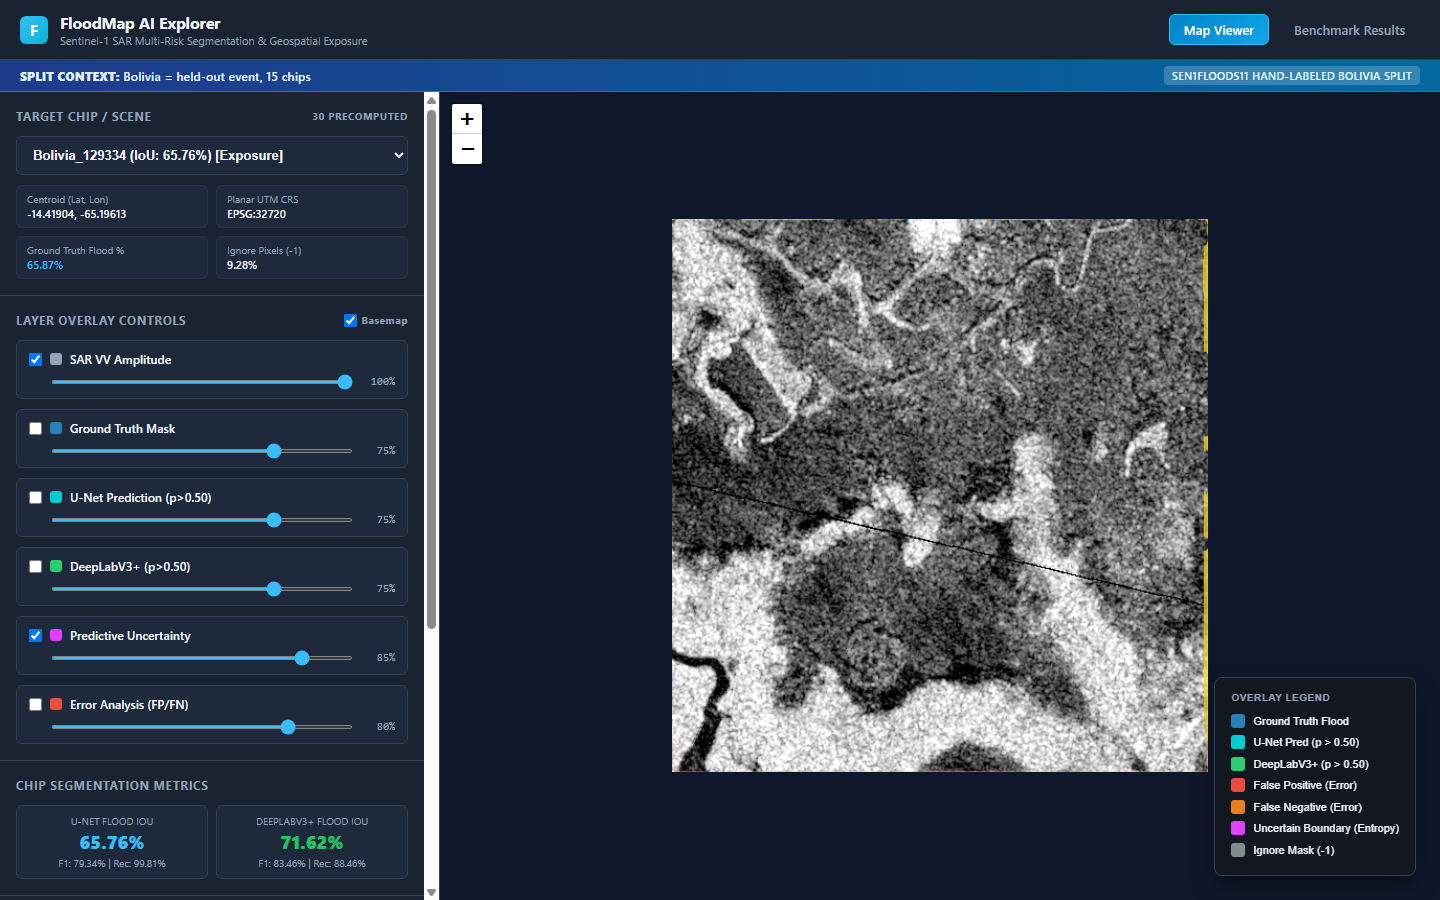 F
FloodMap AI Explorer
Sentinel-1 SAR Multi-Risk Segmentation & Geospatial Exposure
Map Viewer
Benchmark Results
SPLIT CONTEXT: Bolivia = held-out event, 15 chips
SEN1FLOODS11 HAND-LABELED BOLIVIA SPLIT
TARGET CHIP / SCENE
30 PRECOMPUTED
Bolivia_129334 (IoU: 65.76%) [Exposure]
Centroid (Lat, Lon)
-14.41904, -65.19613
Planar UTM CRS
EPSG:32720
Ground Truth Flood %
65.87%
Ignore Pixels (-1)
9.28%
LAYER OVERLAY CONTROLS
Basemap
SAR VV Amplitude
100%
Ground Truth Mask
75%
U-Net Prediction (p>0.50)
75%
DeepLabV3+ (p>0.50)
75%
Predictive Uncertainty
85%
Error Analysis (FP/FN)
80%
CHIP SEGMENTATION METRICS
U-NET FLOOD IOU
65.76%
F1: 79.34% | Rec: 99.81%
DEEPLABV3+ FLOOD IOU
71.62%
F1: 83.46% | Rec: 88.46%
+
−
OVERLAY LEGEND
Ground Truth Flood
U-Net Pred (p > 0.50)
DeepLabV3+ (p > 0.50)
False Positive (Error)
False Negative (Error)
Uncertain Boundary (Entropy)
Ignore Mask (-1)